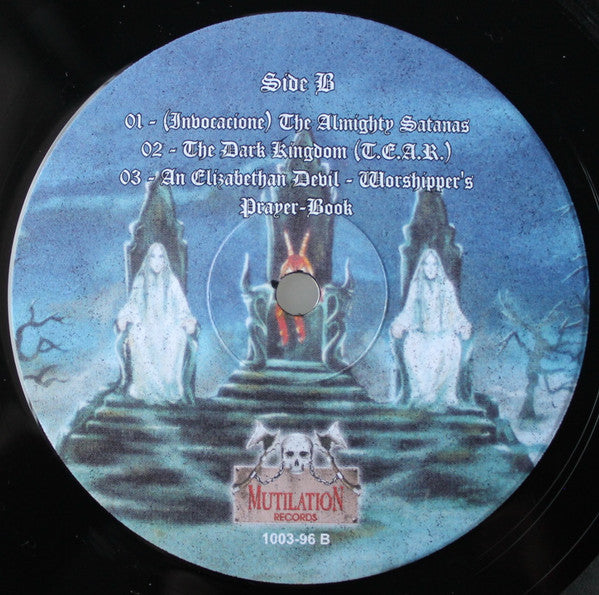 Side B
01 - (Invocacione) The Almighty Satanas
02 - The Dark Kingdom (T.E.A.R.)
03 - An Elizabethan Devil - Worshipper's
Prayer-Book
MUTILATION
RECORDS
1003-96 B